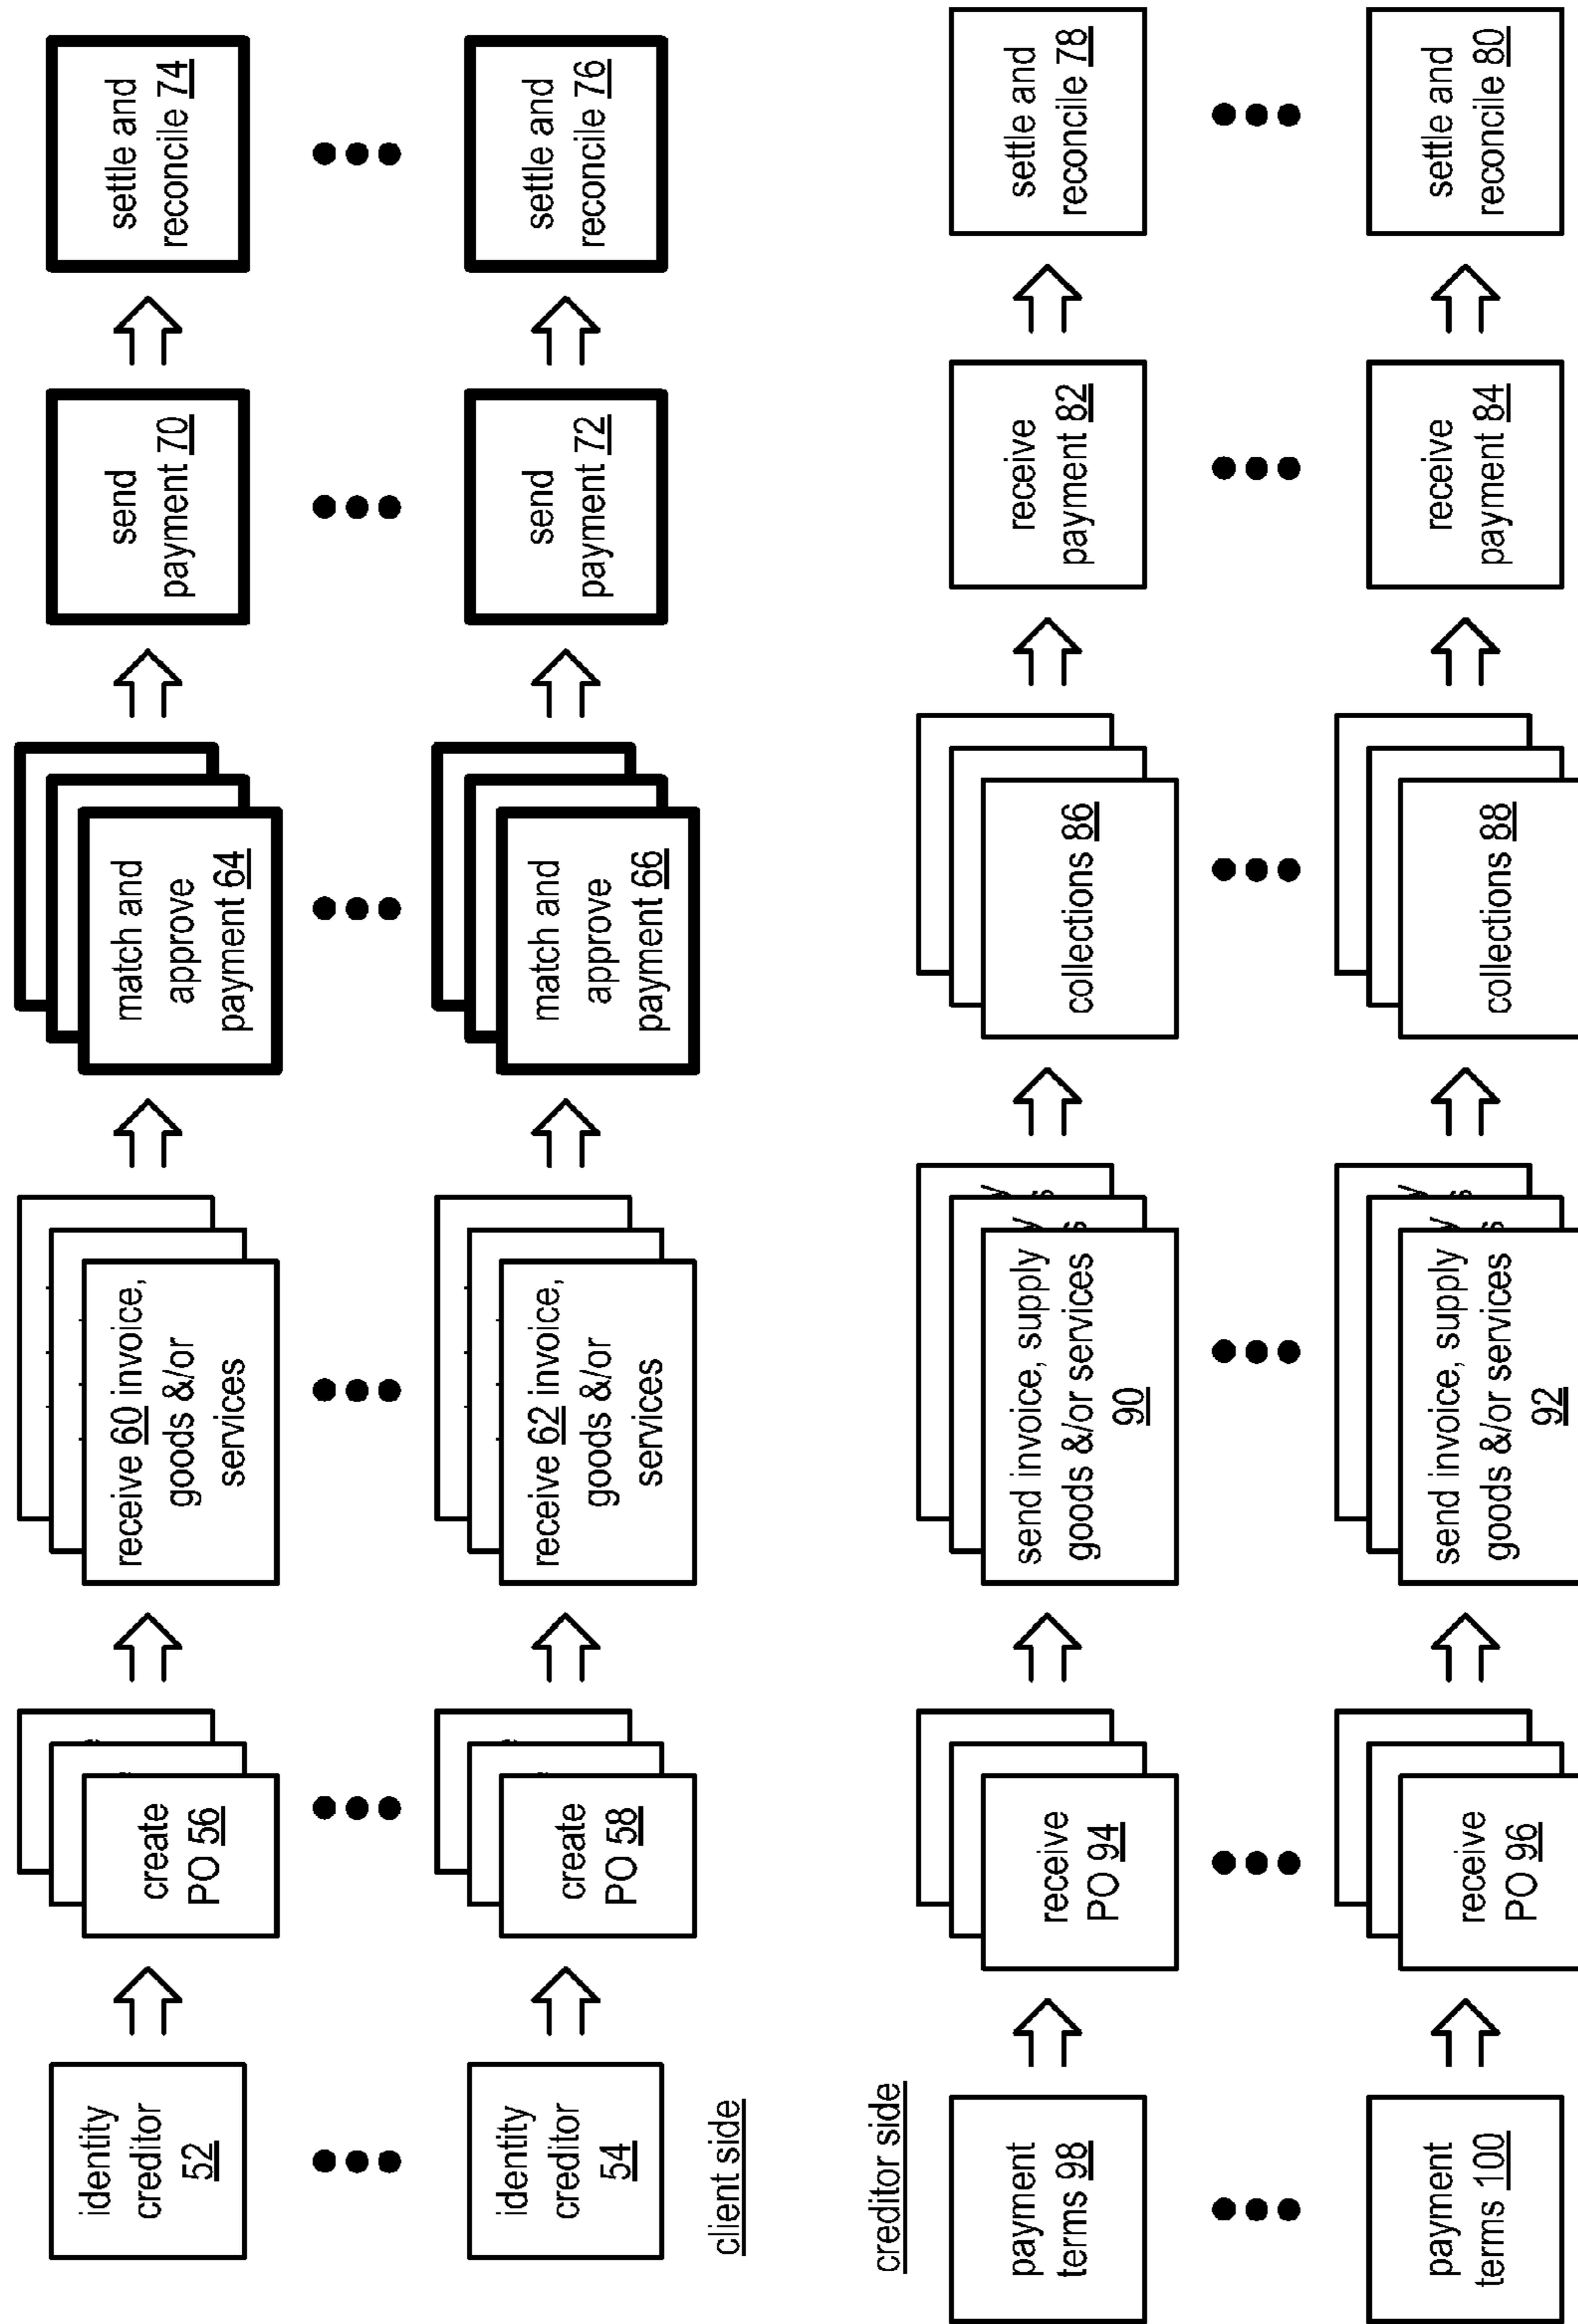 identity
creditor
52
create
PO 56
receive 60 invoice,
goods &/or
services
match and
approve
payment 64
send
payment 70
settle and
reconcile 74
identity
creditor
54
create
PO 58
receive 62 invoice,
goods &/or
services
match and
approve
payment 66
send
payment 72
settle and
reconcile 76
client side
creditor side
payment
terms 98
receive
PO 94
send invoice, supply
goods &/or services
90
collections 86
receive
payment 82
settle and
reconcile 78
payment
terms 100
receive
PO 96
send invoice, supply
goods &/or services
92
collections 88
receive
payment 84
settle and
reconcile 80